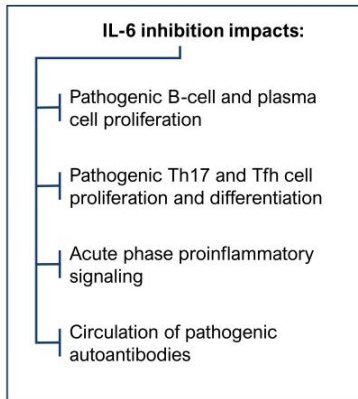 IL-6 inhibition impacts:
Pathogenic B-cell and plasma
cell proliferation
Pathogenic Th17 and Tfh cell
proliferation and differentiation
Acute phase proinflammatory
signaling
Circulation of pathogenic
autoantibodies